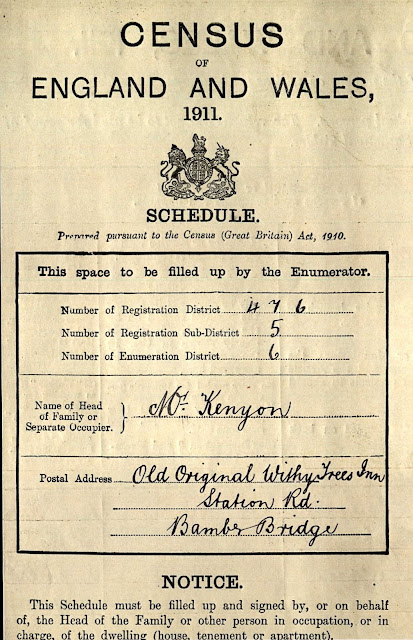 CENSUS
OF
ENGLAND AND WALES,
1911.
SCHEDULE.
Prepared pursuant to the Census (Great Britain) Act, 1910.
This space to be filled up by the Enumerator.
Number of Registration District 476
Number of Registration Sub-District 5
Number of Enumeration District 6
Name of Head
of Family or
Separate Occupier.
Mr. Kenyon
Postal Address Old Original Withy Trees Inn
Station Rd.
Bamber Bridge
NOTICE.
This Schedule must be filled up and signed by, or on behalf
of, the Head of the Family or other person in occupation, or in
charge, of the dwelling (house, tenement or apartment).